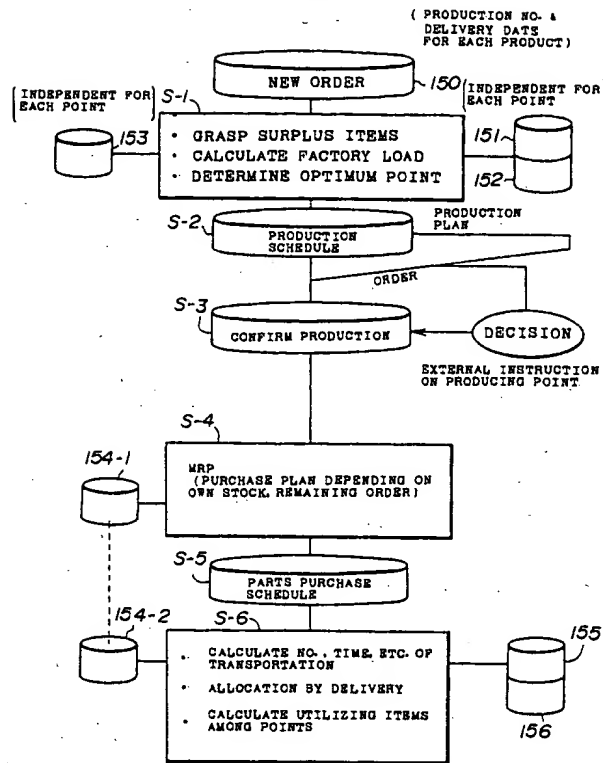 (PRODUCTION NO. &
DELIVERY DATE
FOR EACH PRODUCT)
NEW ORDER
150
(INDEPENDENT FOR
EACH POINT)
S-1
(INDEPENDENT FOR
EACH POINT)
153
• GRASP SURPLUS ITEMS
• CALCULATE FACTORY LOAD
• DETERMINE OPTIMUM POINT
151
152
S-2
PRODUCTION
SCHEDULE
PRODUCTION
PLAN
ORDER
S-3
CONFIRM PRODUCTION
DECISION
EXTERNAL INSTRUCTION
ON PRODUCING POINT
S-4
154-1
MRP
(PURCHASE PLAN DEPENDING ON
OWN STOCK, REMAINING ORDER)
S-5
PARTS PURCHASE
SCHEDULE
S-6
154-2
• CALCULATE NO., TIME, ETC. OF
TRANSPORTATION
• ALLOCATION BY DELIVERY
• CALCULATE UTILIZING ITEMS
AMONG POINTS
155
156